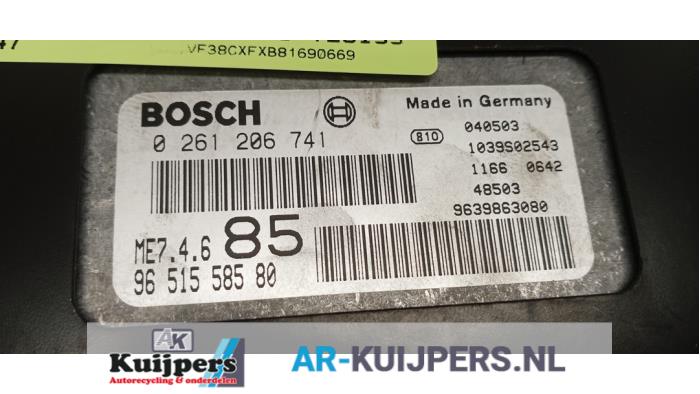 47
VF38CXFXB81690669
BOSCH
Made in Germany
0 261 206 741
810
040503
1039S02543
1166 0642
48503
9639863080
ME7.4.6 85
96 515 585 80
AK
Kuijpers
Autorecycling & onderdelen
AR-KUIJPERS.NL